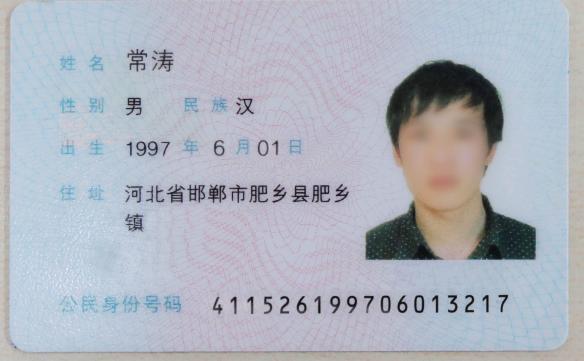 姓名 常涛
性别 男 民族 汉
出生 1997 年 6 月 01 日
住址 河北省邯郸市肥乡县肥乡
镇
公民身份号码 411526199706013217